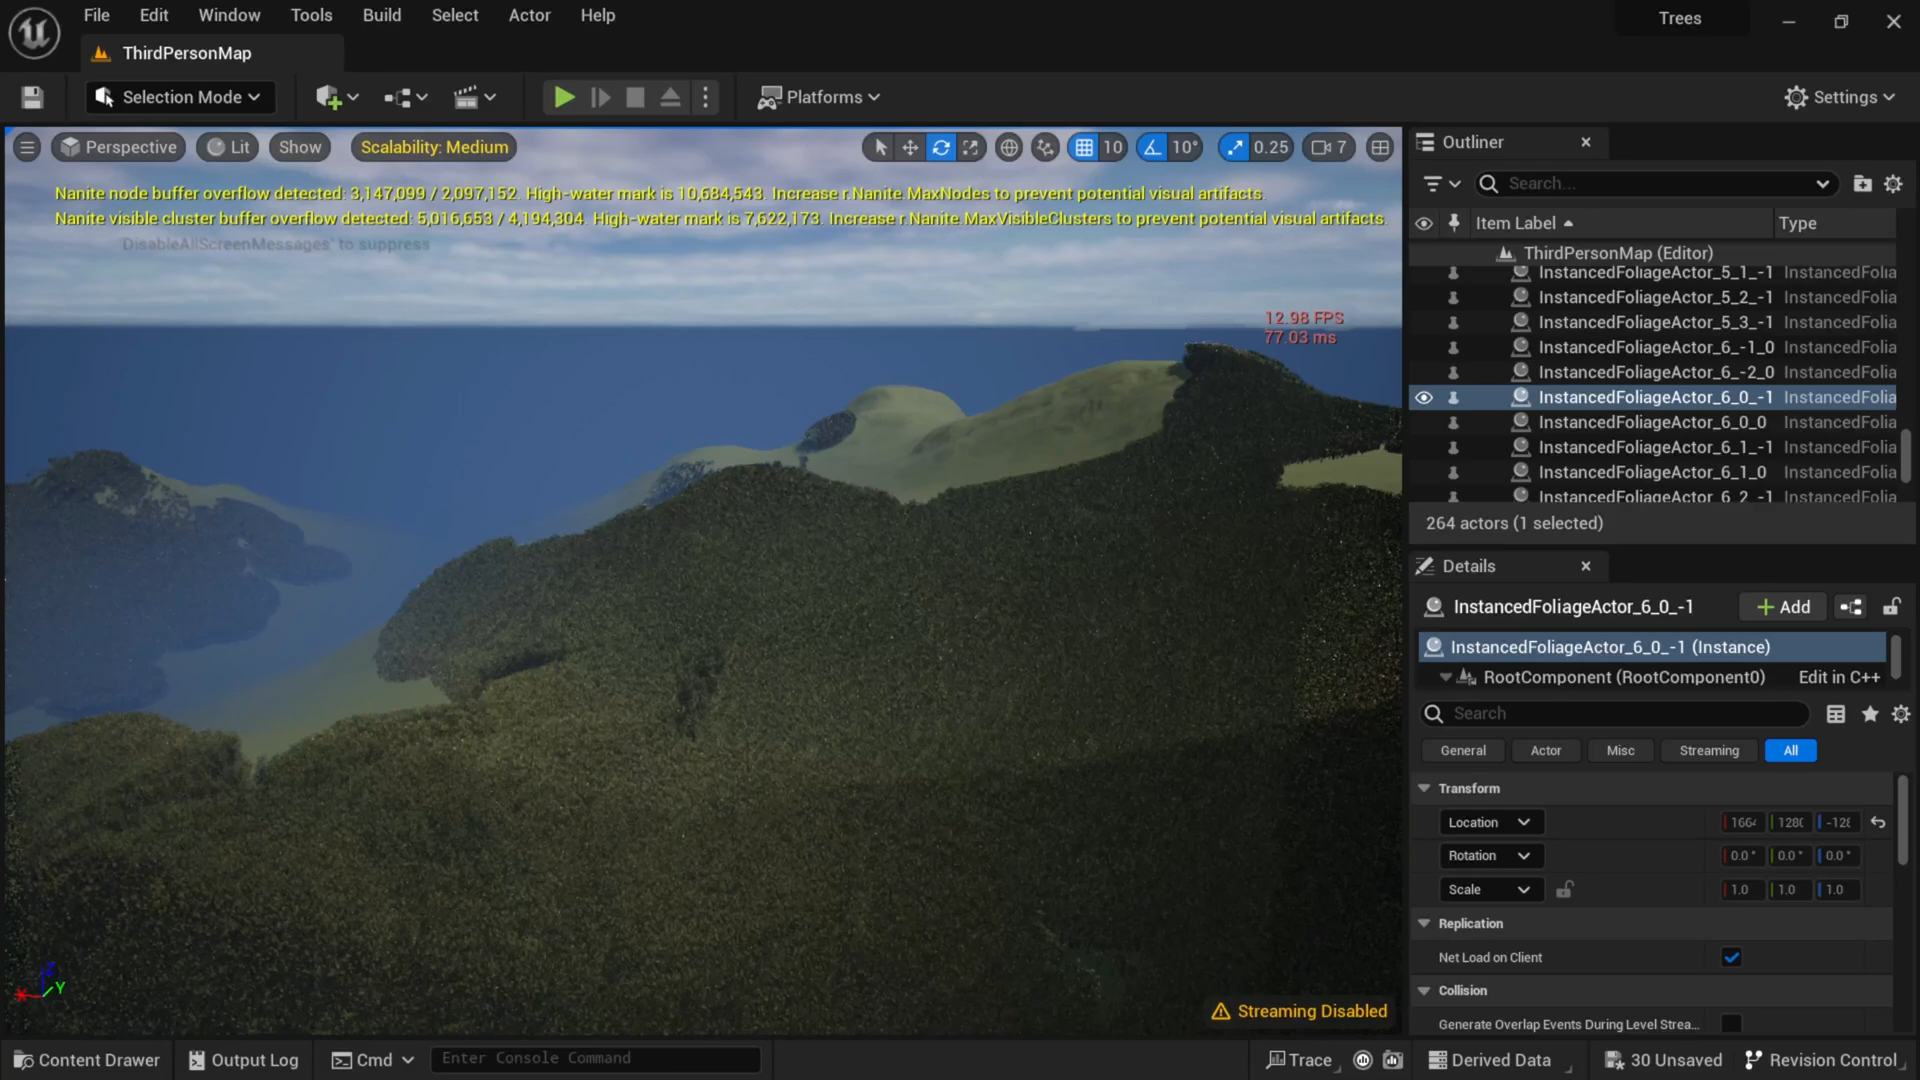 File Edit Window Tools Build Select Actor Help
Trees
ThirdPersonMap
Selection Mode
Platforms
Settings
Perspective Lit Show Scalability: Medium
10 10° 0.25 7
Nanite node buffer overflow detected: 3,147,099 / 2,097,152. High-water mark is 10,684,543. Increase r.Nanite.MaxNodes to prevent potential visual artifacts.
Nanite visible cluster buffer overflow detected: 5,016,653 / 4,194,304. High-water mark is 7,622,173. Increase r.Nanite.MaxVisibleClusters to prevent potential visual artifacts.
'DisableAllScreenMessages' to suppress
12.98 FPS
77.03 ms
Z
Y
Streaming Disabled
Outliner
Search...
Item Label Type
ThirdPersonMap (Editor)
InstancedFoliageActor_5_1_-1 InstancedFolia
InstancedFoliageActor_5_2_-1 InstancedFolia
InstancedFoliageActor_5_3_-1 InstancedFolia
InstancedFoliageActor_6_-1_0 InstancedFolia
InstancedFoliageActor_6_-2_0 InstancedFolia
InstancedFoliageActor_6_0_-1 InstancedFolia
InstancedFoliageActor_6_0_0 InstancedFolia
InstancedFoliageActor_6_1_-1 InstancedFolia
InstancedFoliageActor_6_1_0 InstancedFolia
InstancedFoliageActor_6_2_-1 InstancedFolia
264 actors (1 selected)
Details
InstancedFoliageActor_6_0_-1
Add
InstancedFoliageActor_6_0_-1 (Instance)
RootComponent (RootComponent0) Edit in C++
Search
General Actor Misc Streaming All
Transform
Location 1664 1280 -128
Rotation 0.0° 0.0° 0.0°
Scale 1.0 1.0 1.0
Replication
Net Load on Client
Collision
Generate Overlap Events During Level Strea...
Content Drawer Output Log Cmd Enter Console Command Trace Derived Data 30 Unsaved Revision Control